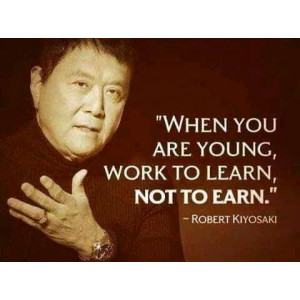 "WHEN YOU
ARE YOUNG,
WORK TO LEARN,
NOT TO EARN."
~ ROBERT KIYOSAKI